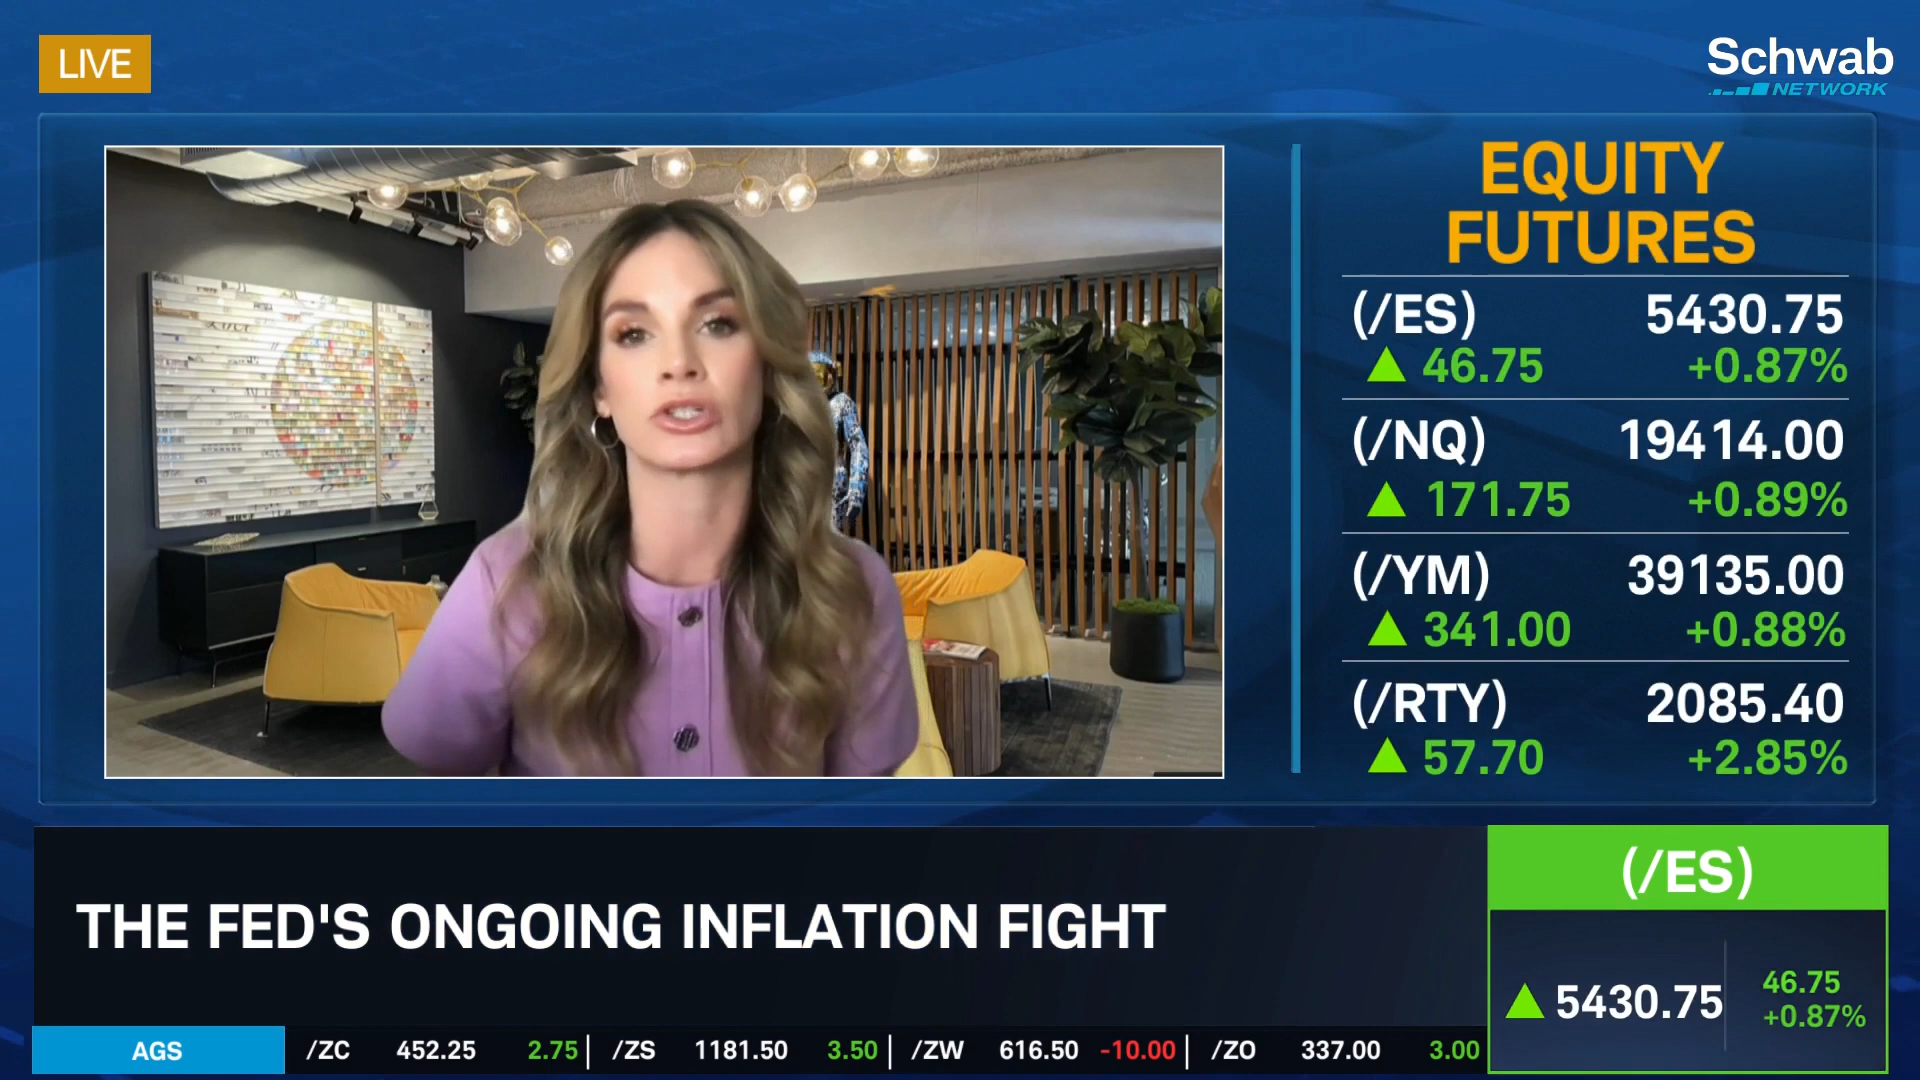 LIVE
Schwab
NETWORK
EQUITY
FUTURES
(/ES) 5430.75
▲ 46.75 +0.87%
(/NQ) 19414.00
▲ 171.75 +0.89%
(/YM) 39135.00
▲ 341.00 +0.88%
(/RTY) 2085.40
▲ 57.70 +2.85%
THE FED'S ONGOING INFLATION FIGHT
(/ES)
▲ 5430.75
46.75
+0.87%
AGS /ZC 452.25 2.75 /ZS 1181.50 3.50 /ZW 616.50 -10.00 /ZO 337.00 3.00